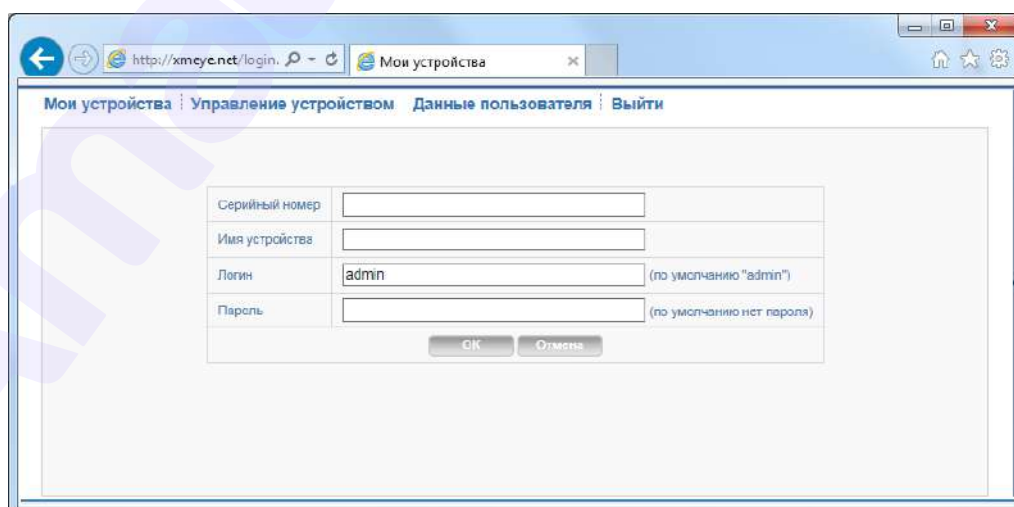 http://xmeye.net/login.
Мои устройства
Мои устройства Управление устройством Данные пользователя Выйти
Серийный номер
Имя устройства
Логин admin (по умолчанию "admin")
Пароль (по умолчанию нет пароля)
OK Отмена